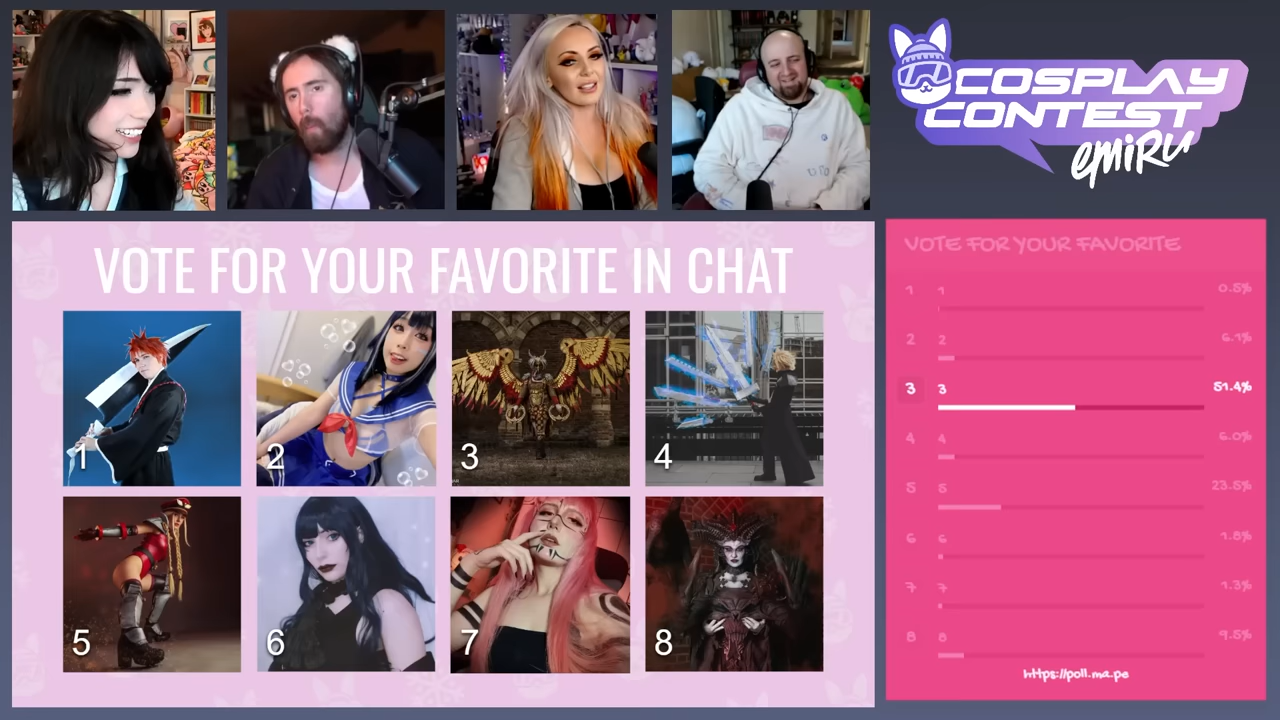 COSPLAY
CONTEST
emiru
VOTE FOR YOUR FAVORITE IN CHAT
1
2
3
4
5
6
7
8
VOTE FOR YOUR FAVORITE
1 1 0.5%
2 2 6.1%
3 3 51.4%
4 4 6.0%
5 5 23.5%
6 6 1.8%
7 7 1.3%
8 8 9.5%
https://poll.ma.pe